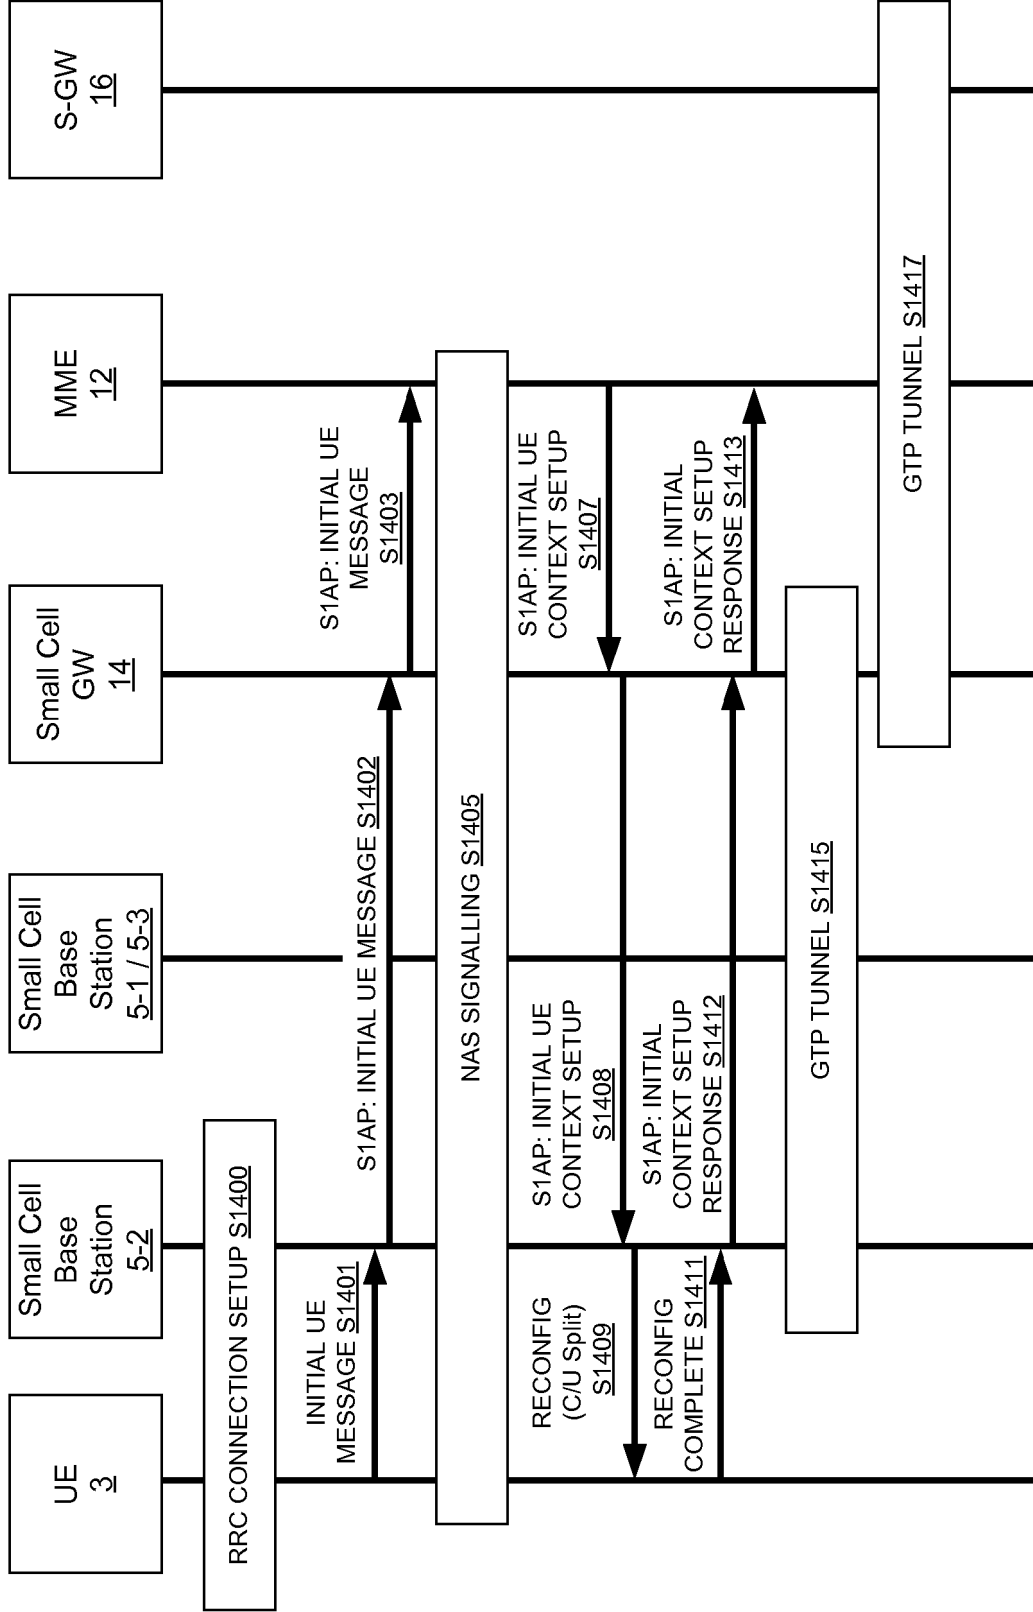 UE
3
Small Cell
Base
Station
5-2
Small Cell
Base
Station
5-1 / 5-3
Small Cell
GW
14
MME
12
S-GW
16
RRC CONNECTION SETUP S1400
INITIAL UE
MESSAGE S1401
S1AP: INITIAL UE MESSAGE S1402
S1AP: INITIAL UE
MESSAGE
S1403
NAS SIGNALLING S1405
S1AP: INITIAL UE
CONTEXT SETUP
S1407
S1AP: INITIAL UE
CONTEXT SETUP
S1408
RECONFIG
(C/U Split)
S1409
RECONFIG
COMPLETE S1411
S1AP: INITIAL
CONTEXT SETUP
RESPONSE S1412
S1AP: INITIAL
CONTEXT SETUP
RESPONSE S1413
GTP TUNNEL S1415
GTP TUNNEL S1417